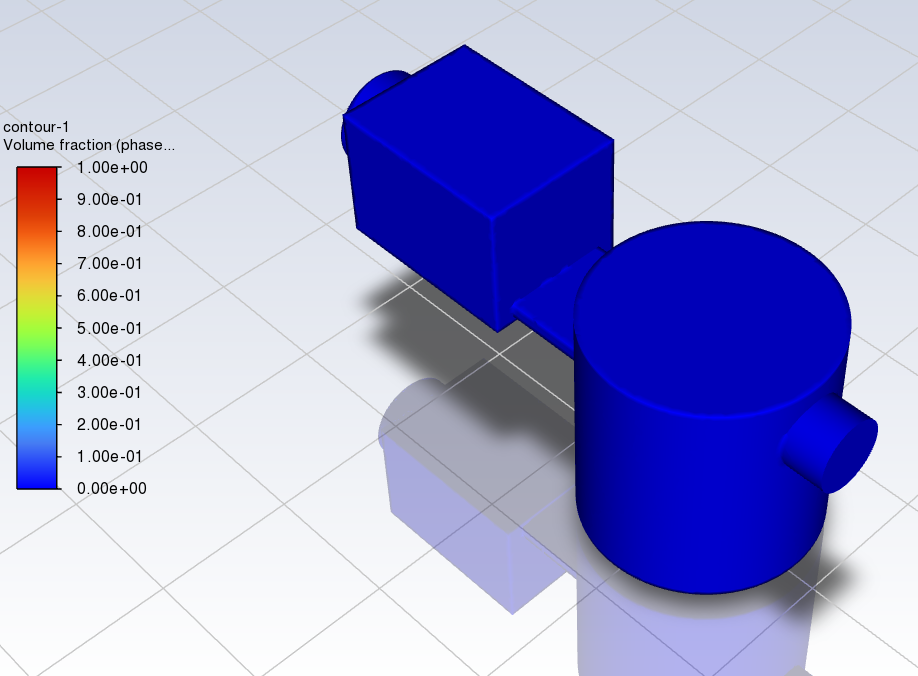 contour-1
Volume fraction (phase...
1.00e+00
9.00e-01
8.00e-01
7.00e-01
6.00e-01
5.00e-01
4.00e-01
3.00e-01
2.00e-01
1.00e-01
0.00e+00